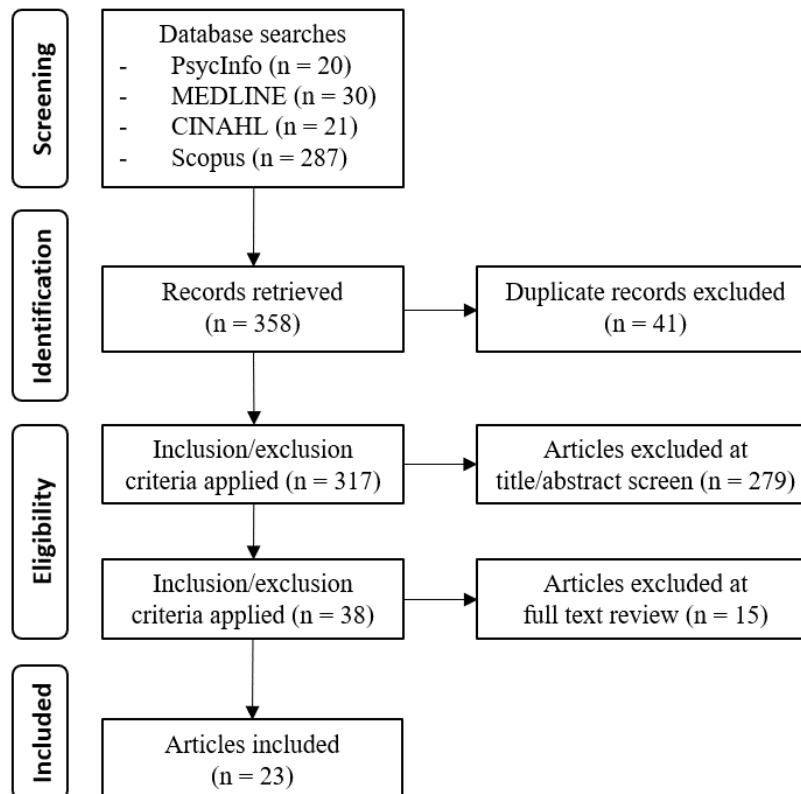 Screening
Database searches
- PsycInfo (n = 20)
- MEDLINE (n = 30)
- CINAHL (n = 21)
- Scopus (n = 287)
Identification
Records retrieved
(n = 358)
Duplicate records excluded
(n = 41)
Eligibility
Inclusion/exclusion
criteria applied (n = 317)
Articles excluded at
title/abstract screen (n = 279)
Inclusion/exclusion
criteria applied (n = 38)
Articles excluded at
full text review (n = 15)
Included
Articles included
(n = 23)